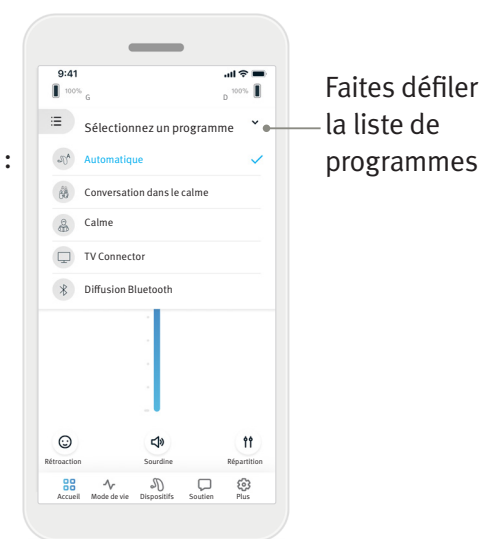 9:41
100% G
D 100%
Sélectionnez un programme
Automatique
Conversation dans le calme
Calme
TV Connector
Diffusion Bluetooth
Rétroaction
Sourdine
Répartition
Accueil
Mode de vie
Dispositifs
Soutien
Plus
:
Faites défiler
la liste de
programmes